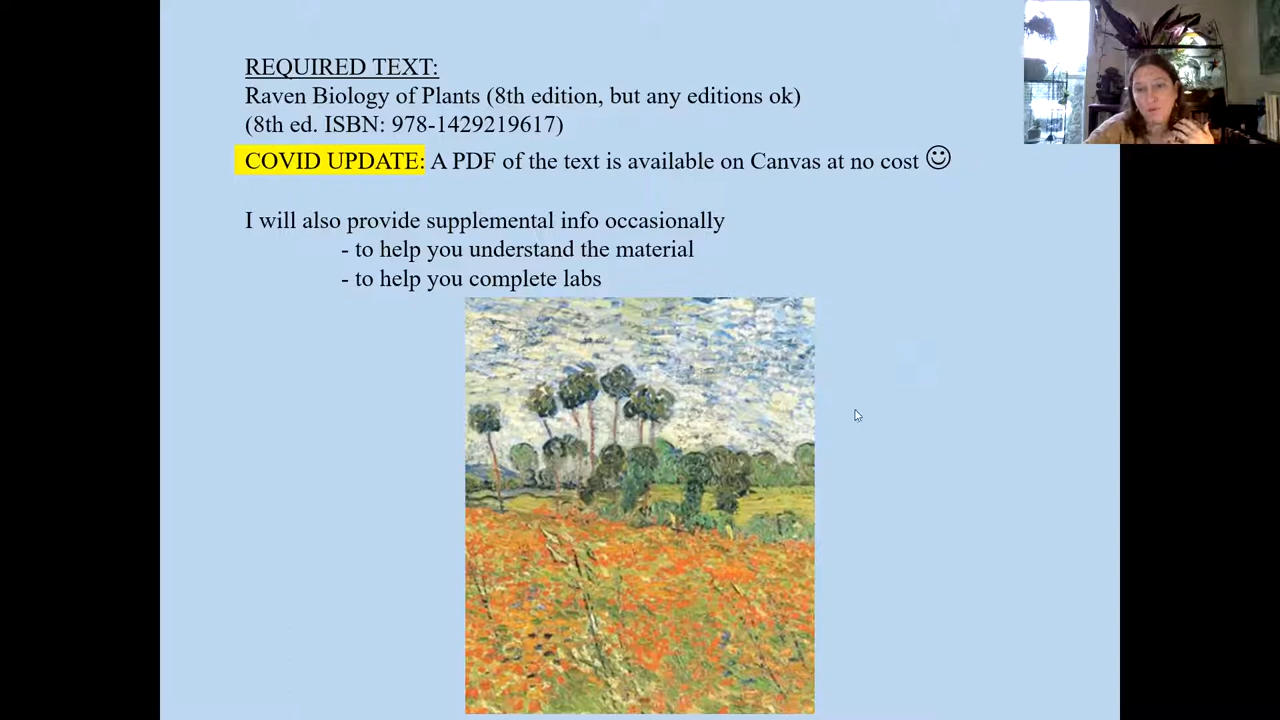 REQUIRED TEXT:
Raven Biology of Plants (8th edition, but any editions ok)
(8th ed. ISBN: 978-1429219617)
COVID UPDATE: A PDF of the text is available on Canvas at no cost ☺
I will also provide supplemental info occasionally
- to help you understand the material
- to help you complete labs